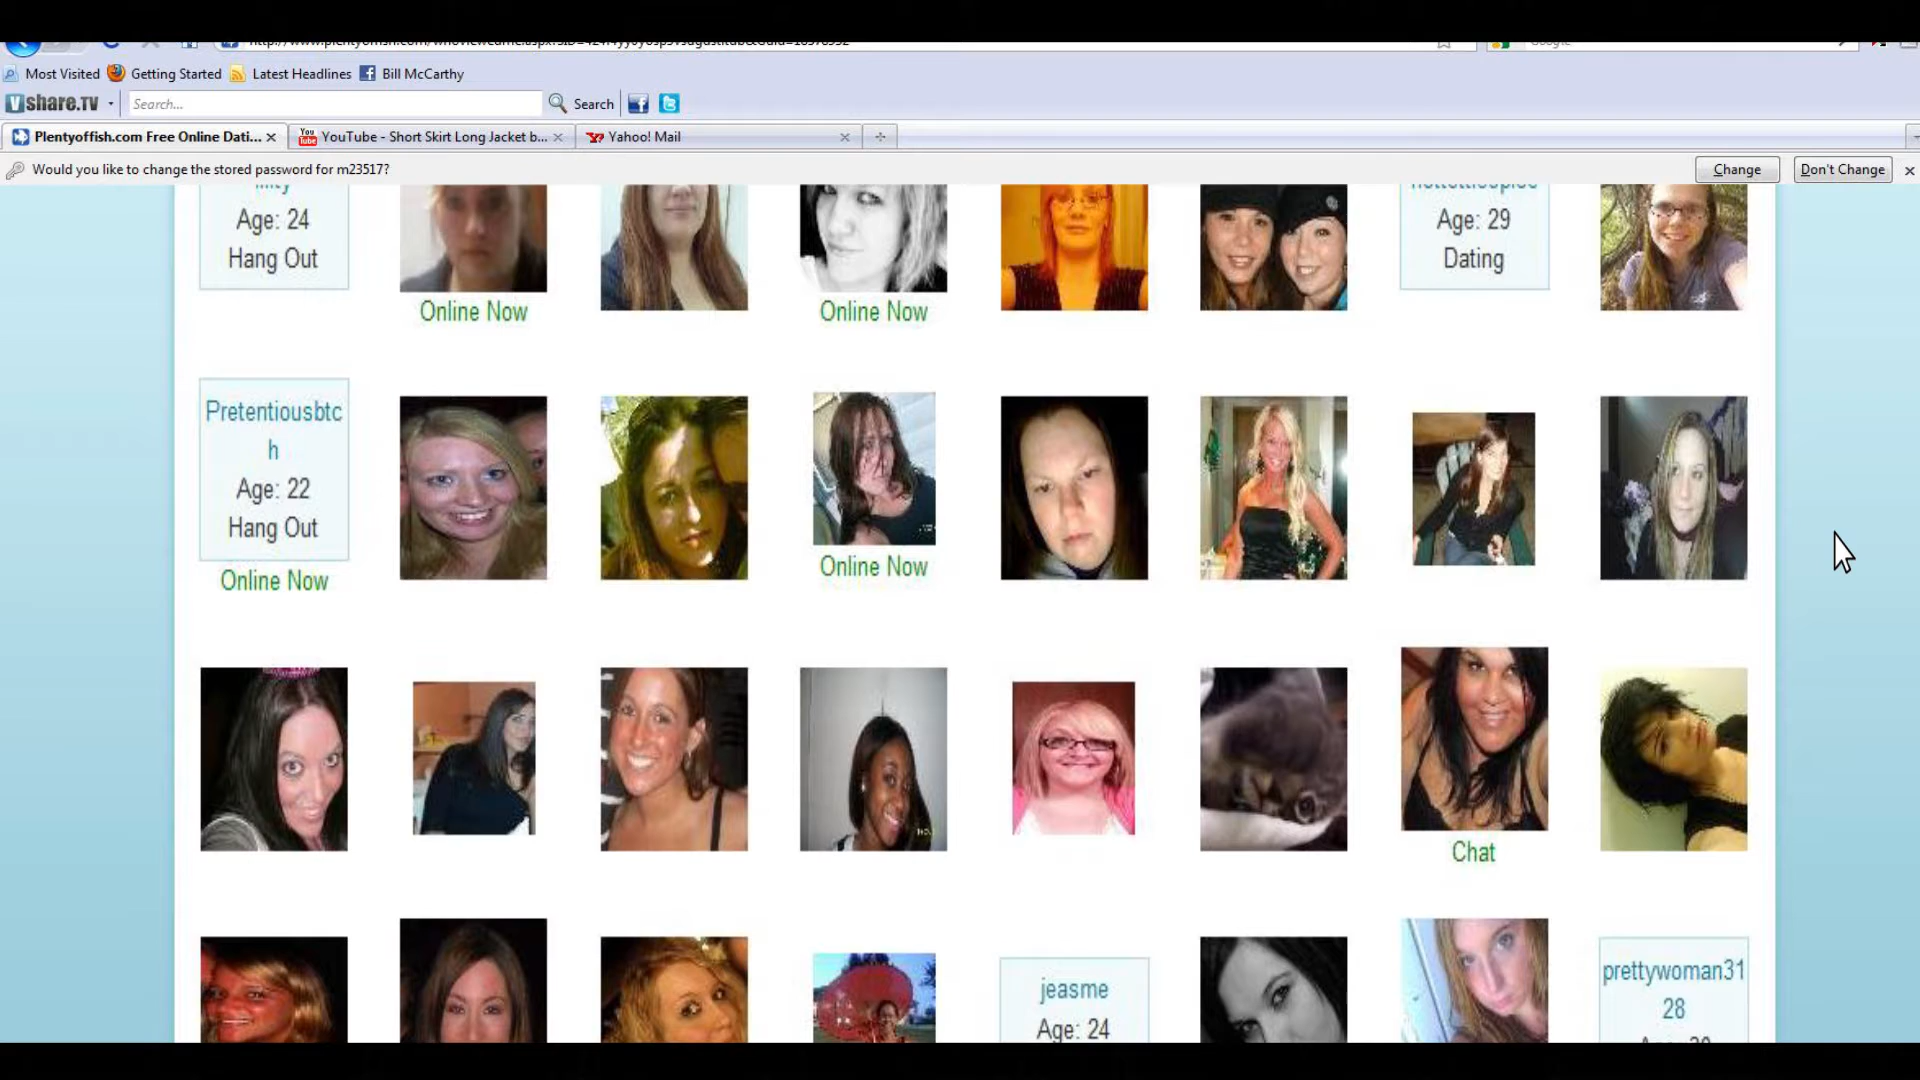 Most Visited Getting Started Latest Headlines Bill McCarthy
Vshare.TV Search... Search
Plentyoffish.com Free Online Dati... YouTube - Short Skirt Long Jacket b... Yahoo! Mail
Would you like to change the stored password for m23517? Change Don't Change
Age: 24
Hang Out
Online Now
Online Now
Age: 29
Dating
Pretentiousbtc
h
Age: 22
Hang Out
Online Now
Online Now
Chat
jeasme
Age: 24
prettywoman31
28